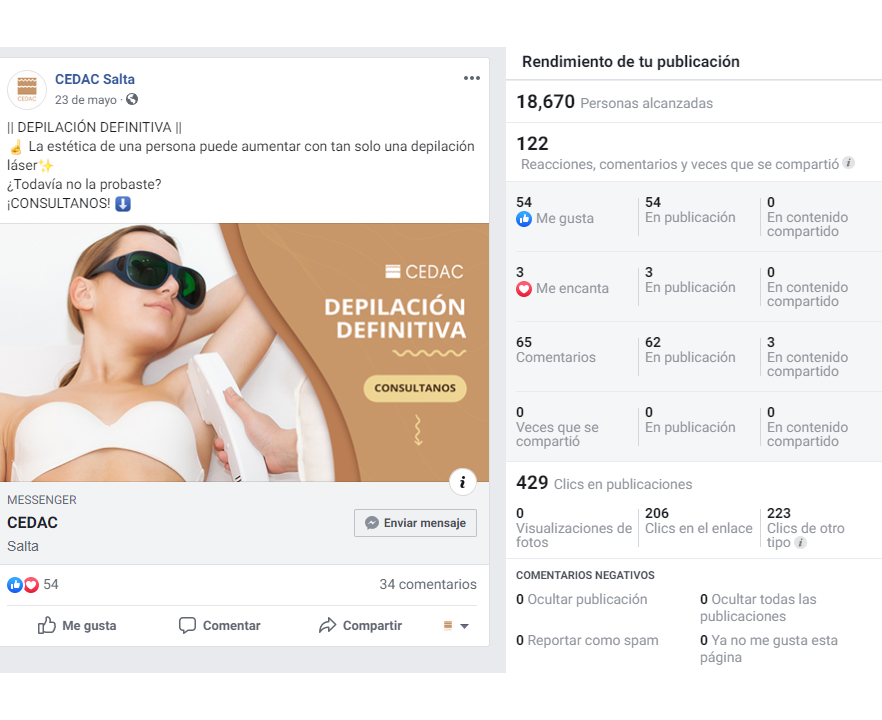 CEDAC Salta
23 de mayo ·
CEDAC
|| DEPILACIÓN DEFINITIVA ||
☝ La estética de una persona puede aumentar con tan solo una depilación
láser✨
¿Todavía no la probaste?
¡CONSULTANOS! ⬇
CEDAC
DEPILACIÓN
DEFINITIVA
CONSULTANOS
MESSENGER
CEDAC
Salta
Enviar mensaje
54
34 comentarios
Me gusta
Comentar
Compartir
Rendimiento de tu publicación
18,670 Personas alcanzadas
122
Reacciones, comentarios y veces que se compartió
54
Me gusta
54
En publicación
0
En contenido
compartido
3
Me encanta
3
En publicación
0
En contenido
compartido
65
Comentarios
62
En publicación
3
En contenido
compartido
0
Veces que se
compartió
0
En publicación
0
En contenido
compartido
429 Clics en publicaciones
0
Visualizaciones de
fotos
206
Clics en el enlace
223
Clics de otro
tipo
COMENTARIOS NEGATIVOS
0 Ocultar publicación
0 Ocultar todas las
publicaciones
0 Reportar como spam
0 Ya no me gusta esta
página